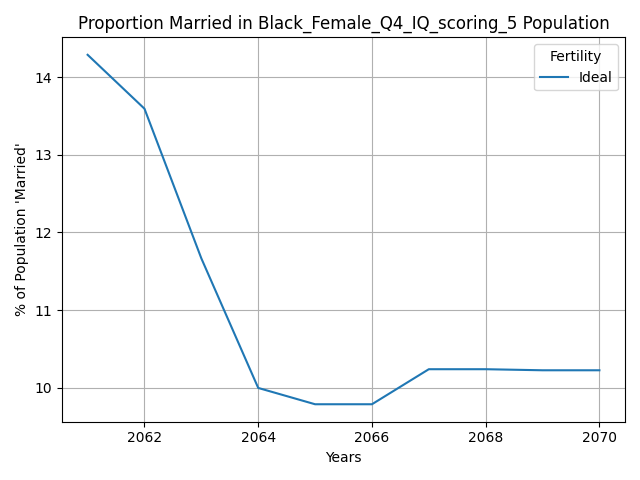 Proportion Married in Black_Female_Q4_IQ_scoring_5 Population
Fertility
Ideal
% of Population 'Married'
14
13
12
11
10
2062 2064 2066 2068 2070
Years